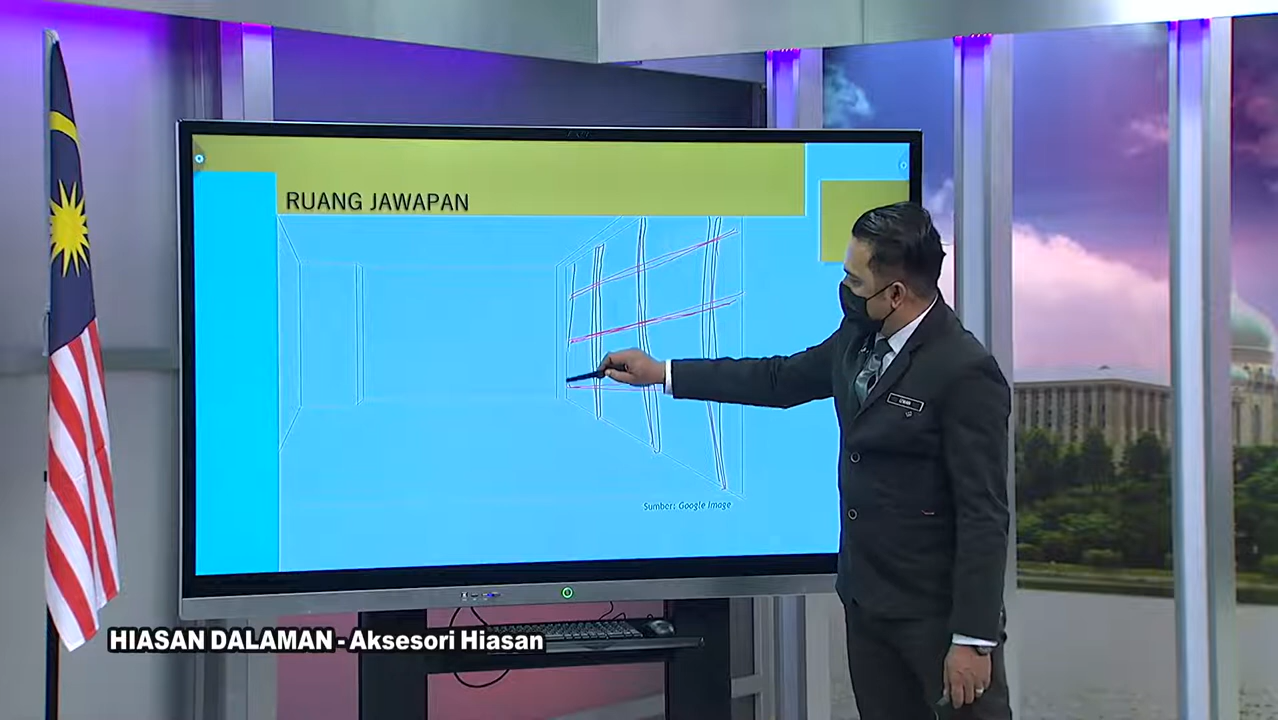 RUANG JAWAPAN
Sumber: Google Image
HIASAN DALAMAN - Aksesori Hiasan